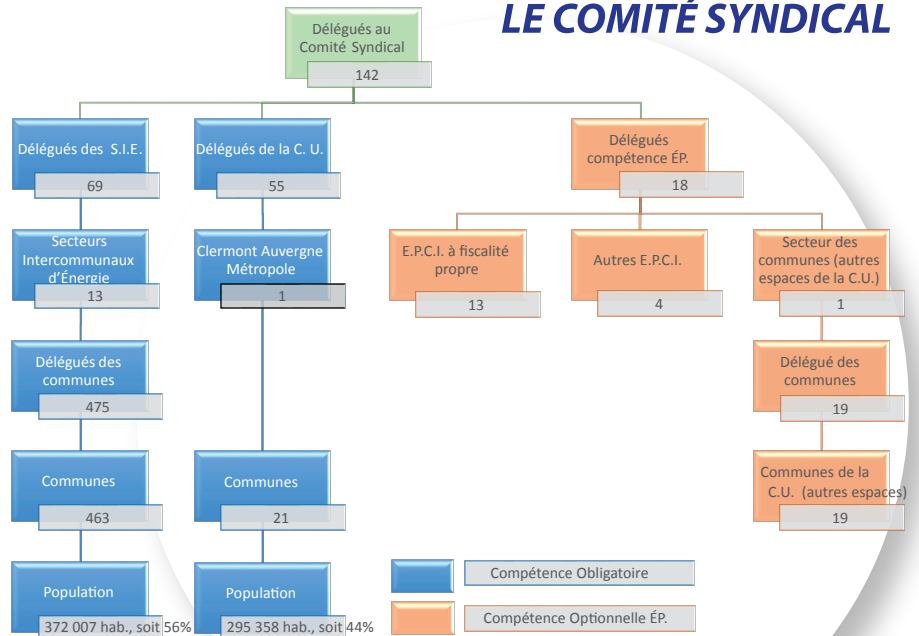 LE COMITÉ SYNDICAL
Délégués au
Comité Syndical
142
Délégués des S.I.E.
69
Délégués de la C. U.
55
Délégués
compétence ÉP.
18
Secteurs
Intercommunaux
d'Énergie
13
Clermont Auvergne
Métropole
1
E.P.C.I. à fiscalité
propre
13
Autres E.P.C.I.
4
Secteur des
communes (autres
espaces de la C.U.)
1
Délégués des
communes
475
Délégué des
communes
19
Communes
463
Communes
21
Communes de la
C.U. (autres espaces)
19
Population
372 007 hab., soit 56%
Population
295 358 hab., soit 44%
Compétence Obligatoire
Compétence Optionnelle ÉP.